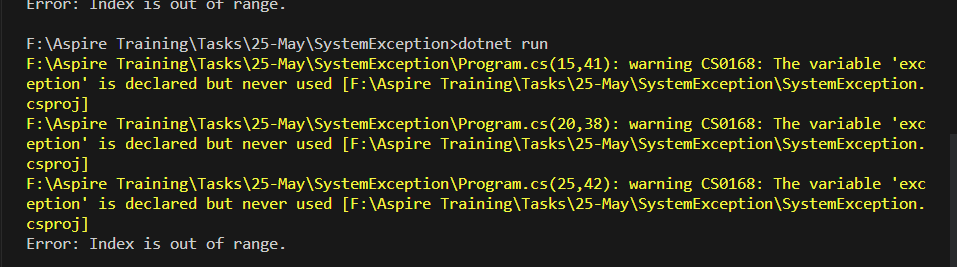 Error: Index is out of range.
F:\Aspire Training\Tasks\25-May\SystemException>dotnet run
F:\Aspire Training\Tasks\25-May\SystemException\Program.cs(15,41): warning CS0168: The variable 'exc
eption' is declared but never used [F:\Aspire Training\Tasks\25-May\SystemException\SystemException.
csproj]
F:\Aspire Training\Tasks\25-May\SystemException\Program.cs(20,38): warning CS0168: The variable 'exc
eption' is declared but never used [F:\Aspire Training\Tasks\25-May\SystemException\SystemException.
csproj]
F:\Aspire Training\Tasks\25-May\SystemException\Program.cs(25,42): warning CS0168: The variable 'exc
eption' is declared but never used [F:\Aspire Training\Tasks\25-May\SystemException\SystemException.
csproj]
Error: Index is out of range.